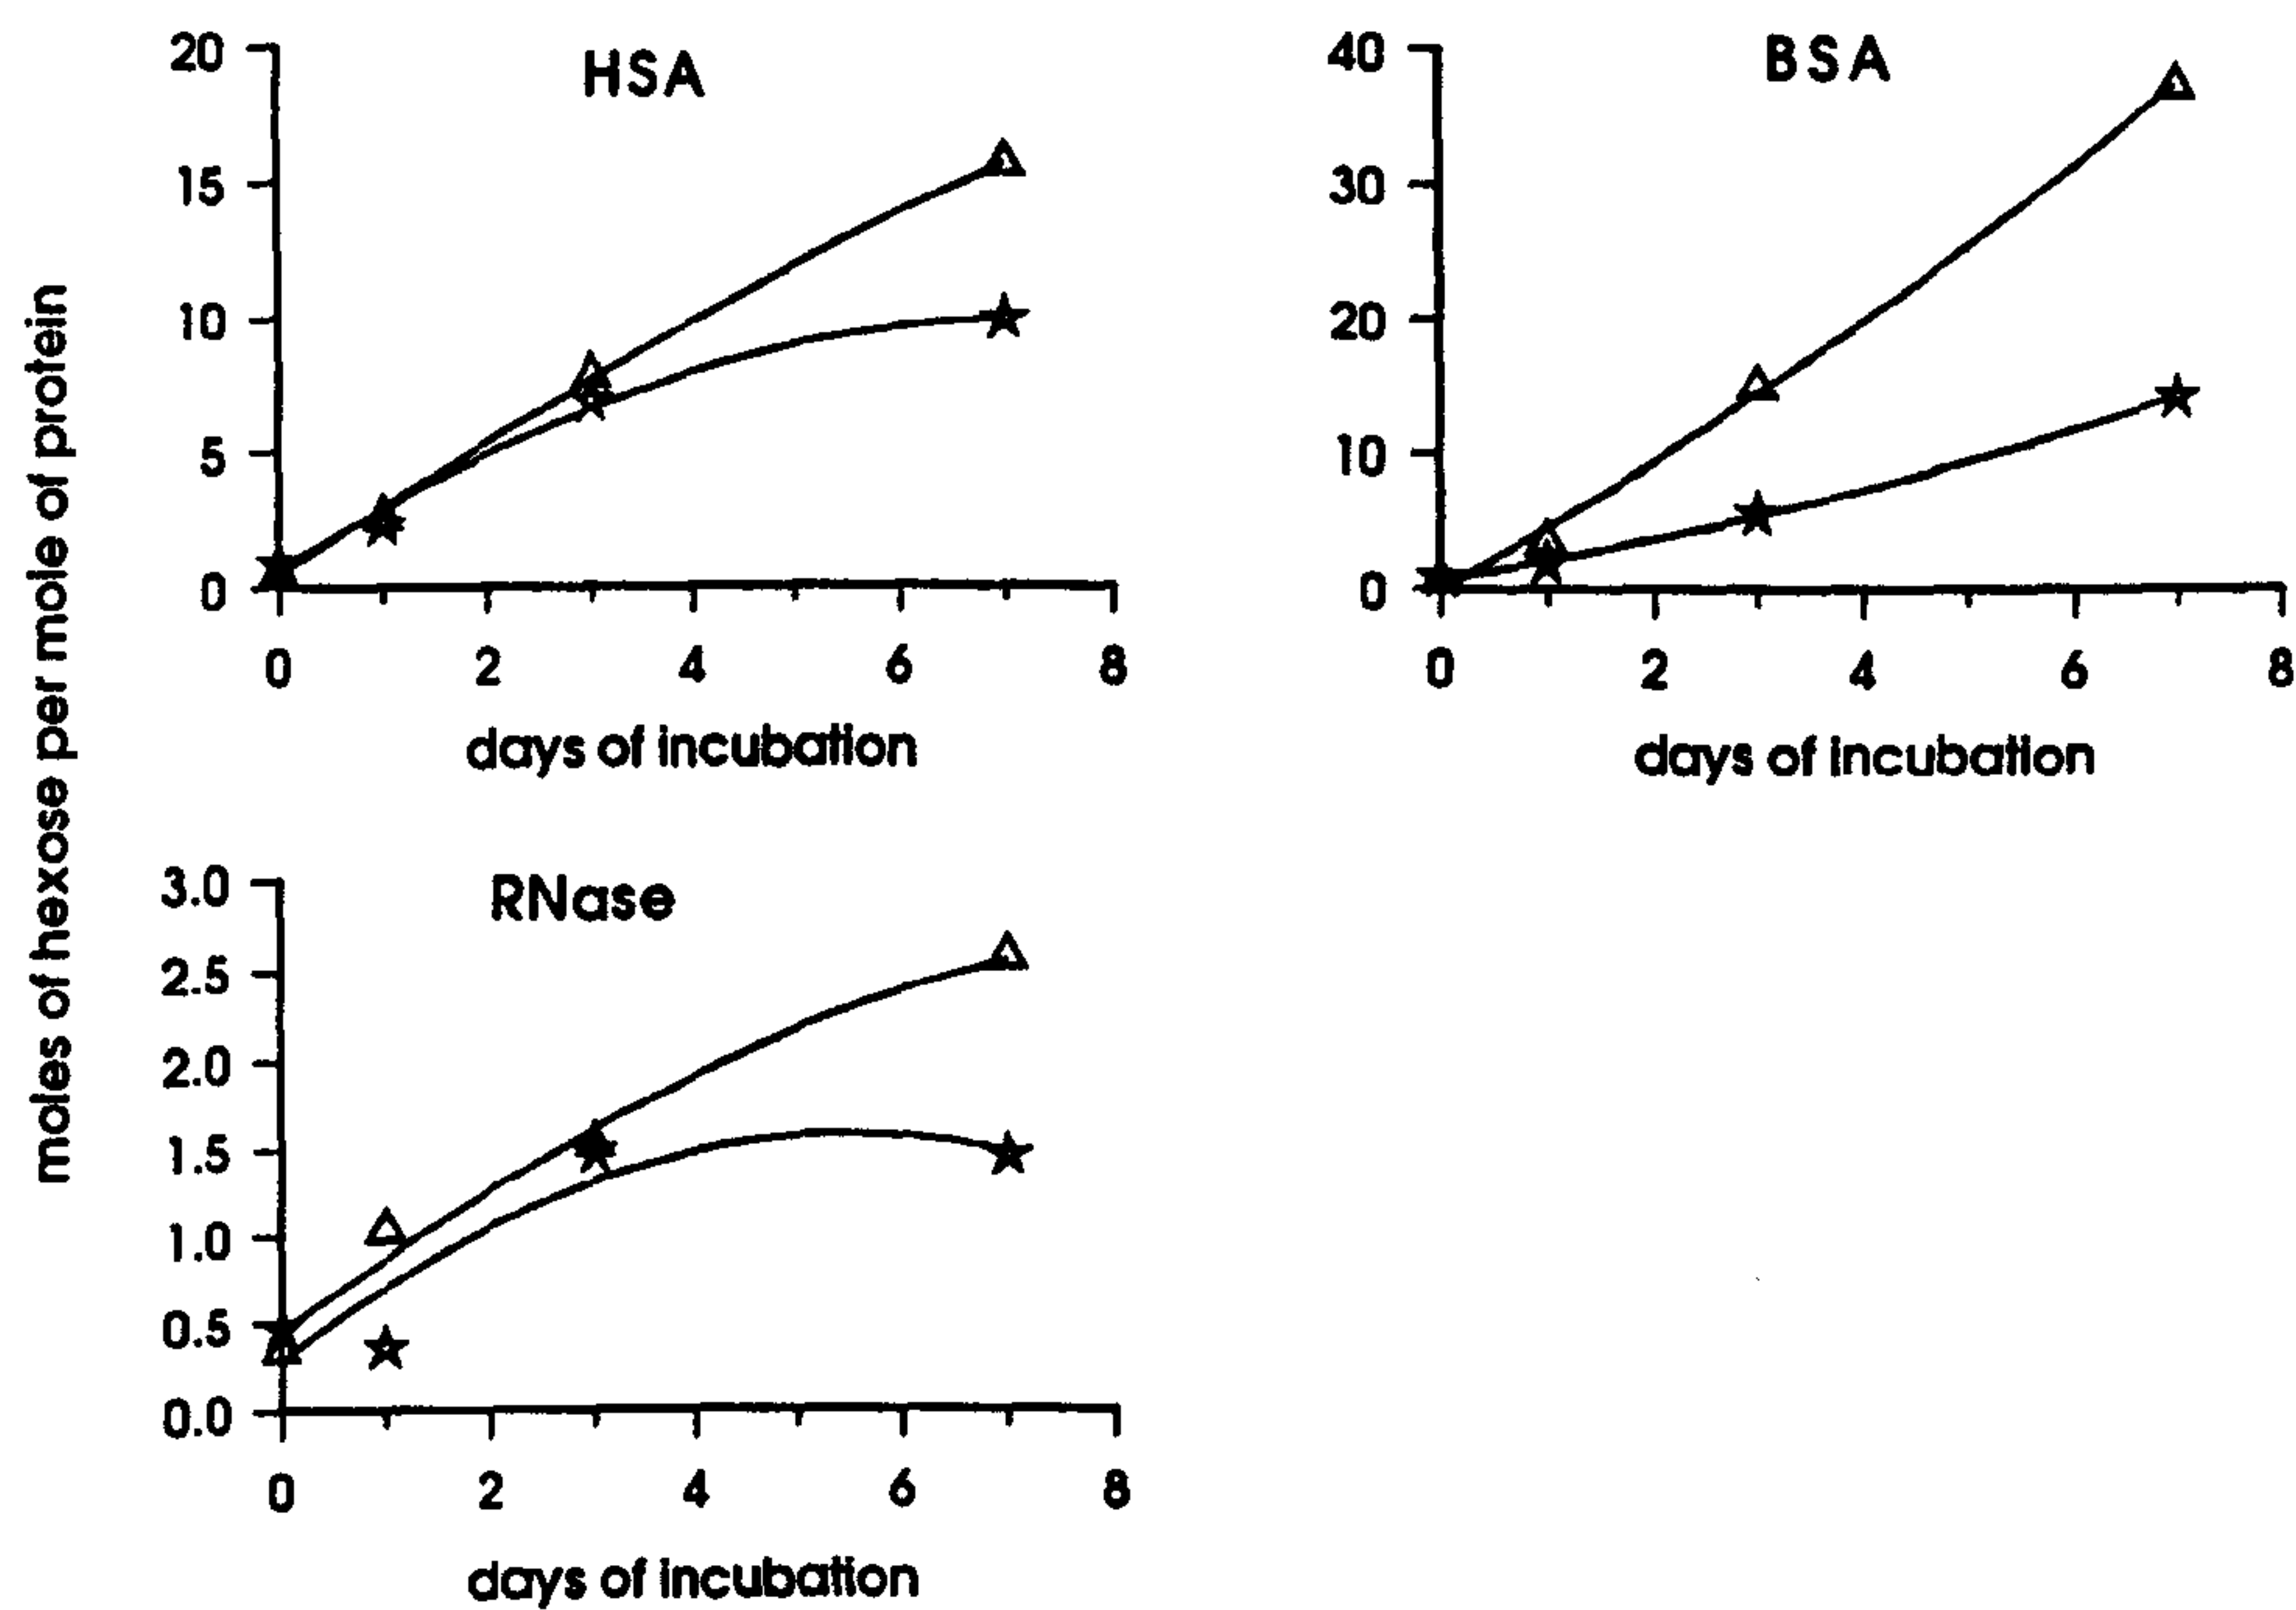 moles of hexose per mole of protein
HSA
20
15
10
5
0
0 2 4 6 8
days of incubation
BSA
40
30
20
10
0
0 2 4 6 8
days of incubation
RNase
3.0
2.5
2.0
1.5
1.0
0.5
0.0
0 2 4 6 8
days of incubation